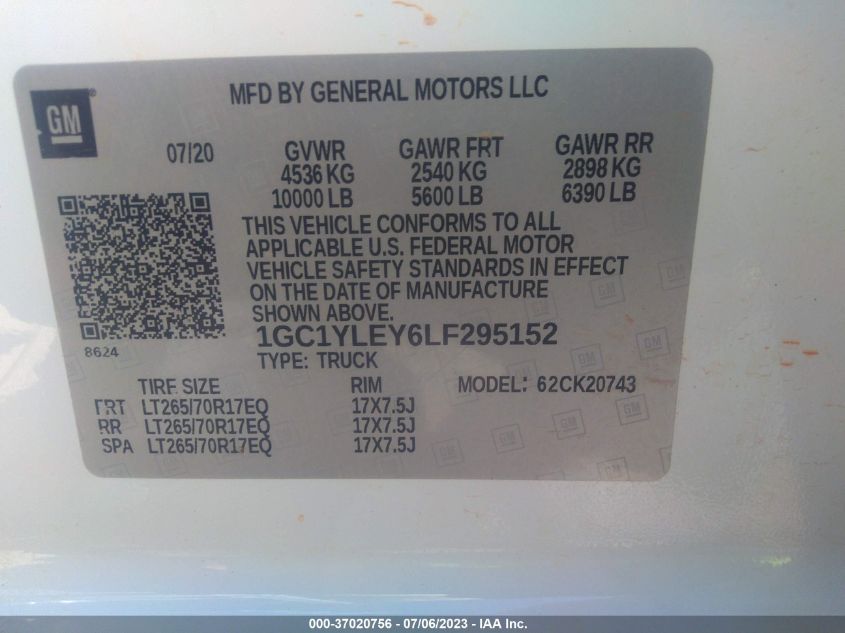 GM ®
MFD BY GENERAL MOTORS LLC
07/20 GVWR GAWR FRT GAWR RR
4536 KG 2540 KG 2898 KG
10000 LB 5600 LB 6390 LB
THIS VEHICLE CONFORMS TO ALL
APPLICABLE U.S. FEDERAL MOTOR
VEHICLE SAFETY STANDARDS IN EFFECT
ON THE DATE OF MANUFACTURE
SHOWN ABOVE.
1GC1YLEY6LF295152
8624
TYPE: TRUCK
TIRE SIZE RIM MODEL: 62CK20743
FRT LT265/70R17EQ 17X7.5J
RR LT265/70R17EQ 17X7.5J
SPA LT265/70R17EQ 17X7.5J
000-37020756 - 07/06/2023 - IAA Inc.